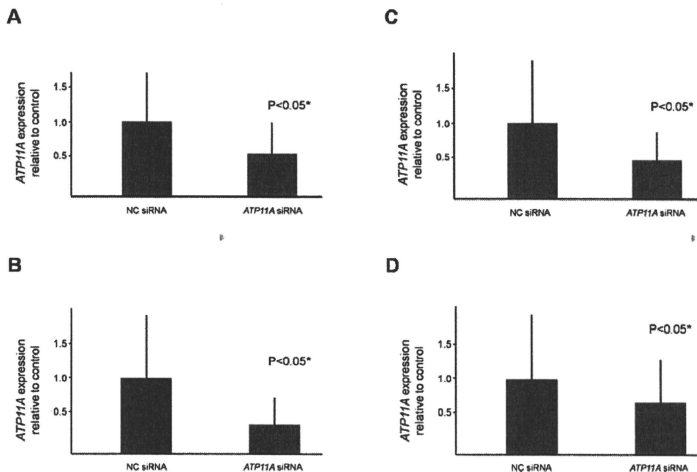 A
ATP11A expression
relative to control
1.5
1.0
0.5
P<0.05*
NC siRNA
ATP11A siRNA
B
ATP11A expression
relative to control
1.5
1.0
0.5
P<0.05*
NC siRNA
ATP11A siRNA
C
ATP11A expression
relative to control
1.5
1.0
0.5
P<0.05*
NC siRNA
ATP11A siRNA
D
ATP11A expression
relative to control
1.5
1.0
0.5
P<0.05*
NC siRNA
ATP11A siRNA